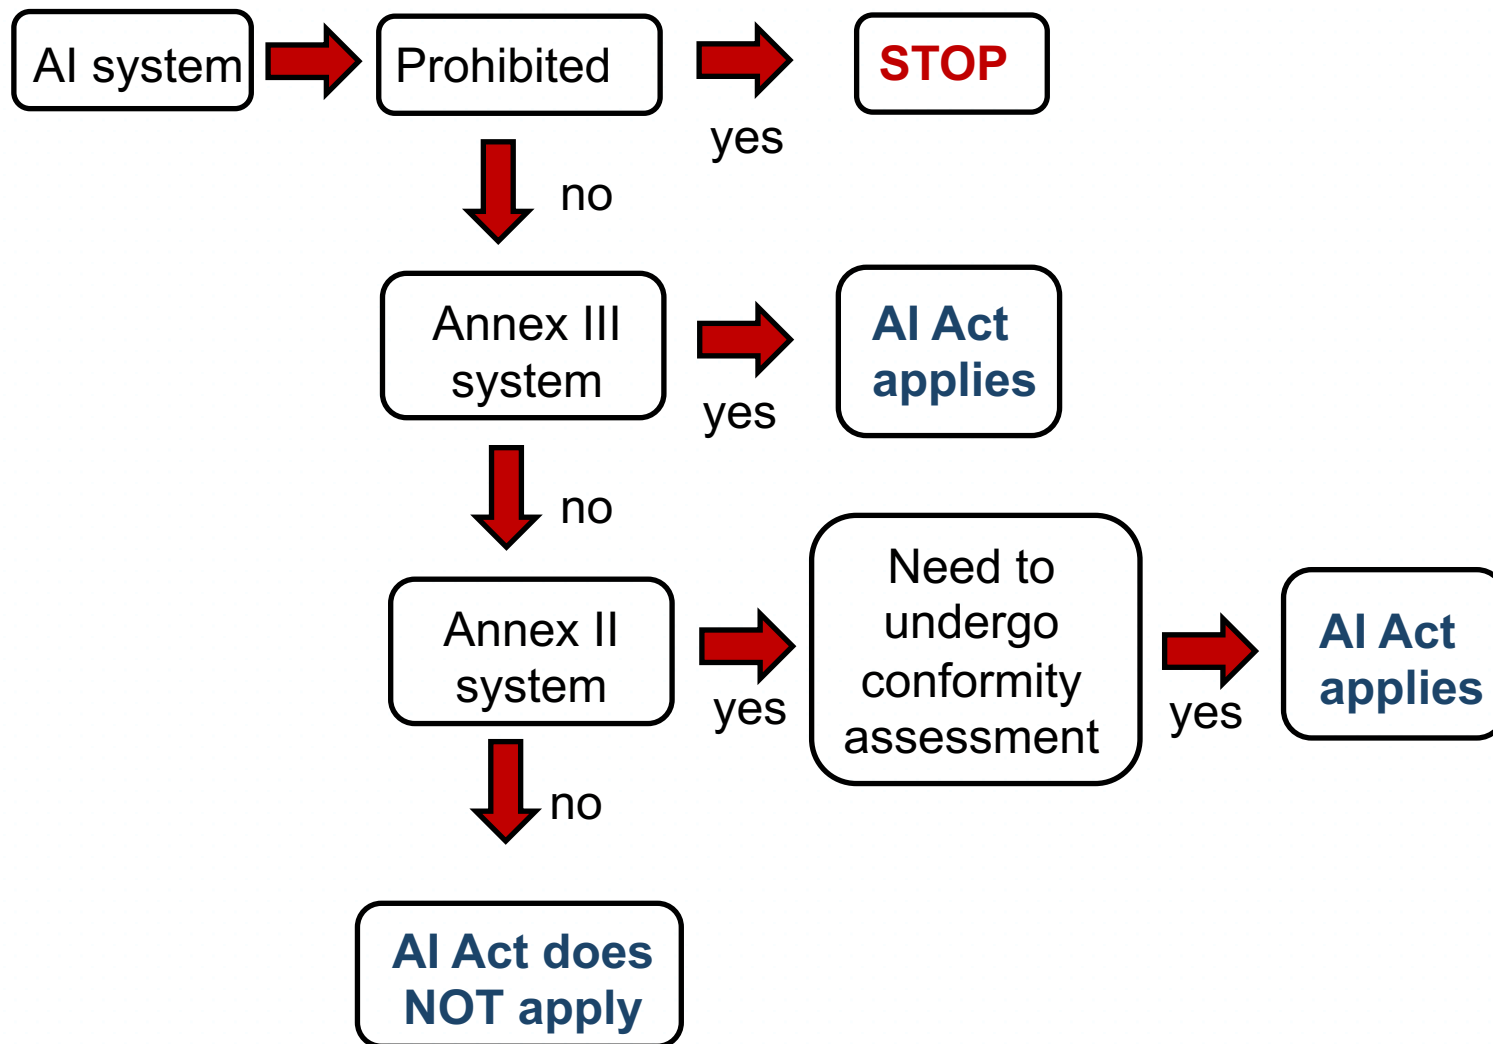 AI system
Prohibited
STOP
yes
no
Annex III
system
yes
AI Act
applies
no
Annex II
system
yes
Need to
undergo
conformity
assessment
yes
AI Act
applies
no
AI Act does
NOT apply